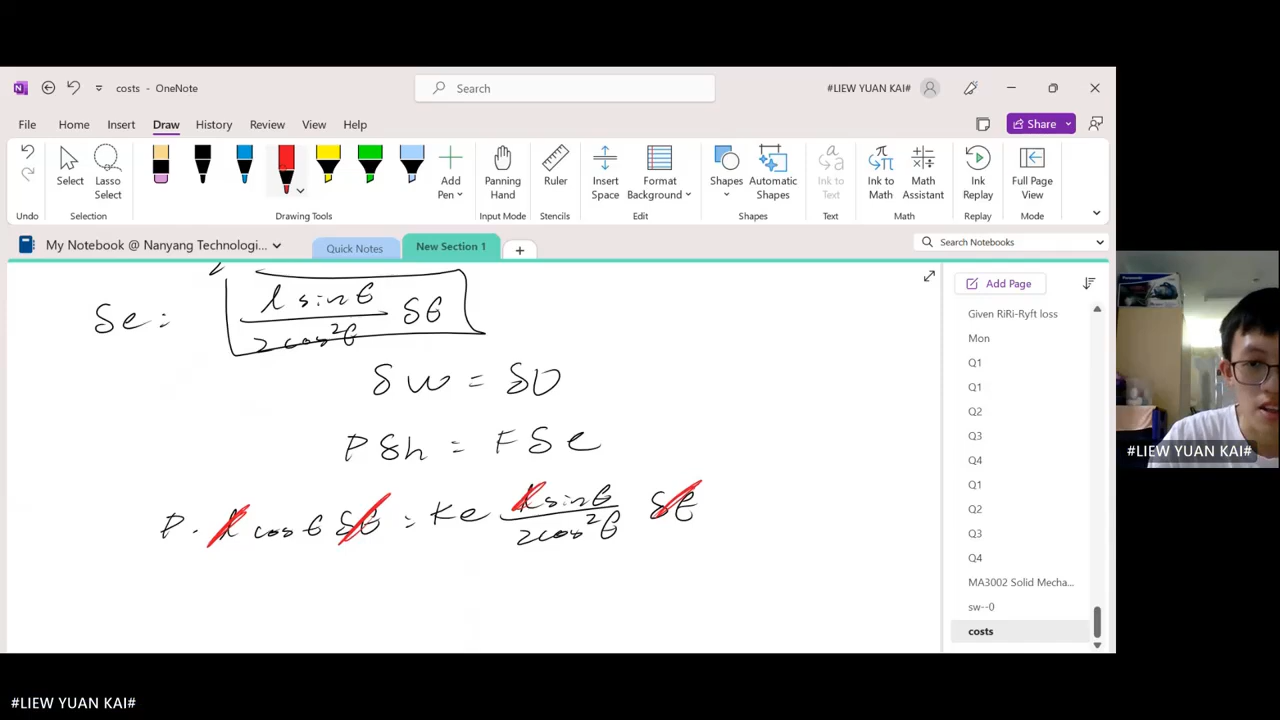 costs - OneNote
Search
#LIEW YUAN KAI#
File Home Insert Draw History Review View Help
Share
Undo
Select
Lasso Select
Selection
Add Pen
Drawing Tools
Panning Hand
Input Mode
Ruler
Stencils
Insert Space
Format Background
Edit
Shapes
Automatic Shapes
Shapes
Ink to Text
Text
Ink to Math
Math Assistant
Math
Ink Replay
Replay
Full Page View
Mode
My Notebook @ Nanyang Technologi...
Quick Notes
New Section 1
Search Notebooks
Add Page
Given RiRi-Ryft loss
Mon
Q1
Q1
Q2
Q3
Q4
Q1
Q2
Q3
Q4
MA3002 Solid Mecha...
sw--0
costs
δe = l sinθ / 2cos²θ δθ
δw = δU
Pδh = Fδe
P. l cosθ δθ = Ke l sinθ / 2cos²θ δθ
#LIEW YUAN KAI#
#LIEW YUAN KAI#